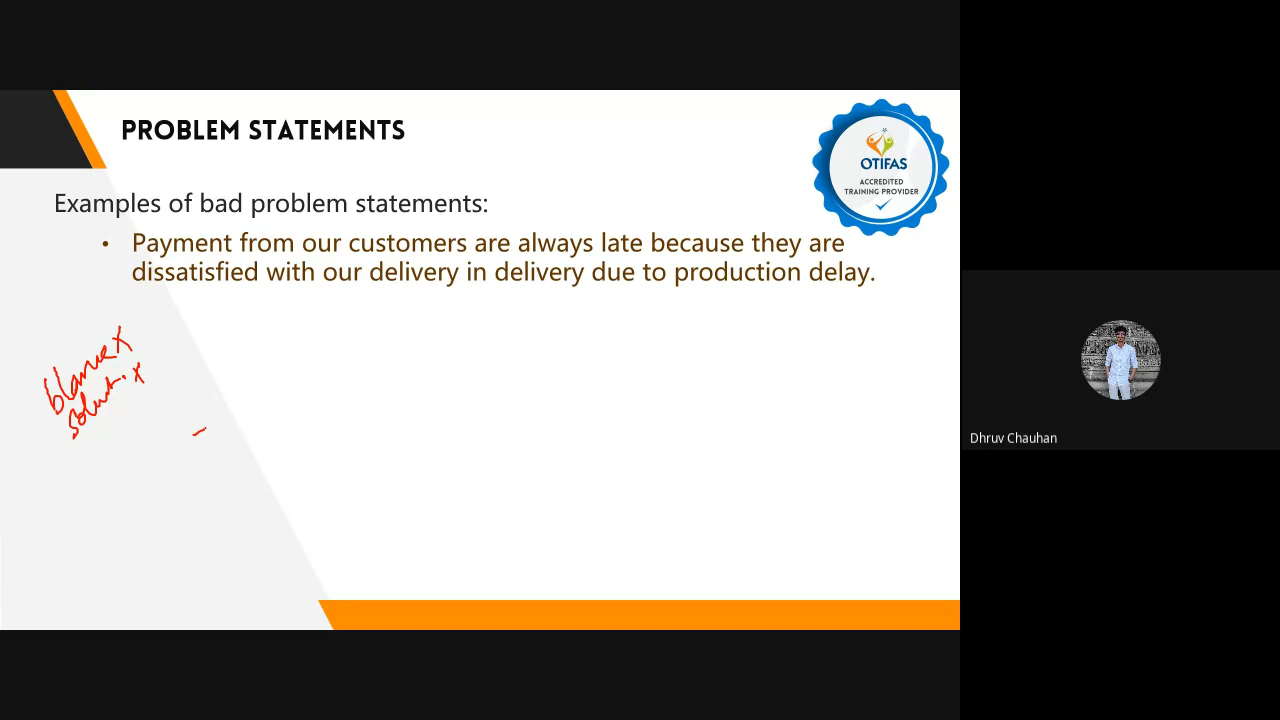 PROBLEM STATEMENTS
OTIFAS
ACCREDITED
TRAINING PROVIDER
Examples of bad problem statements:
• Payment from our customers are always late because they are
dissatisfied with our delivery in delivery due to production delay.
blame x
solut. x
Dhruv Chauhan